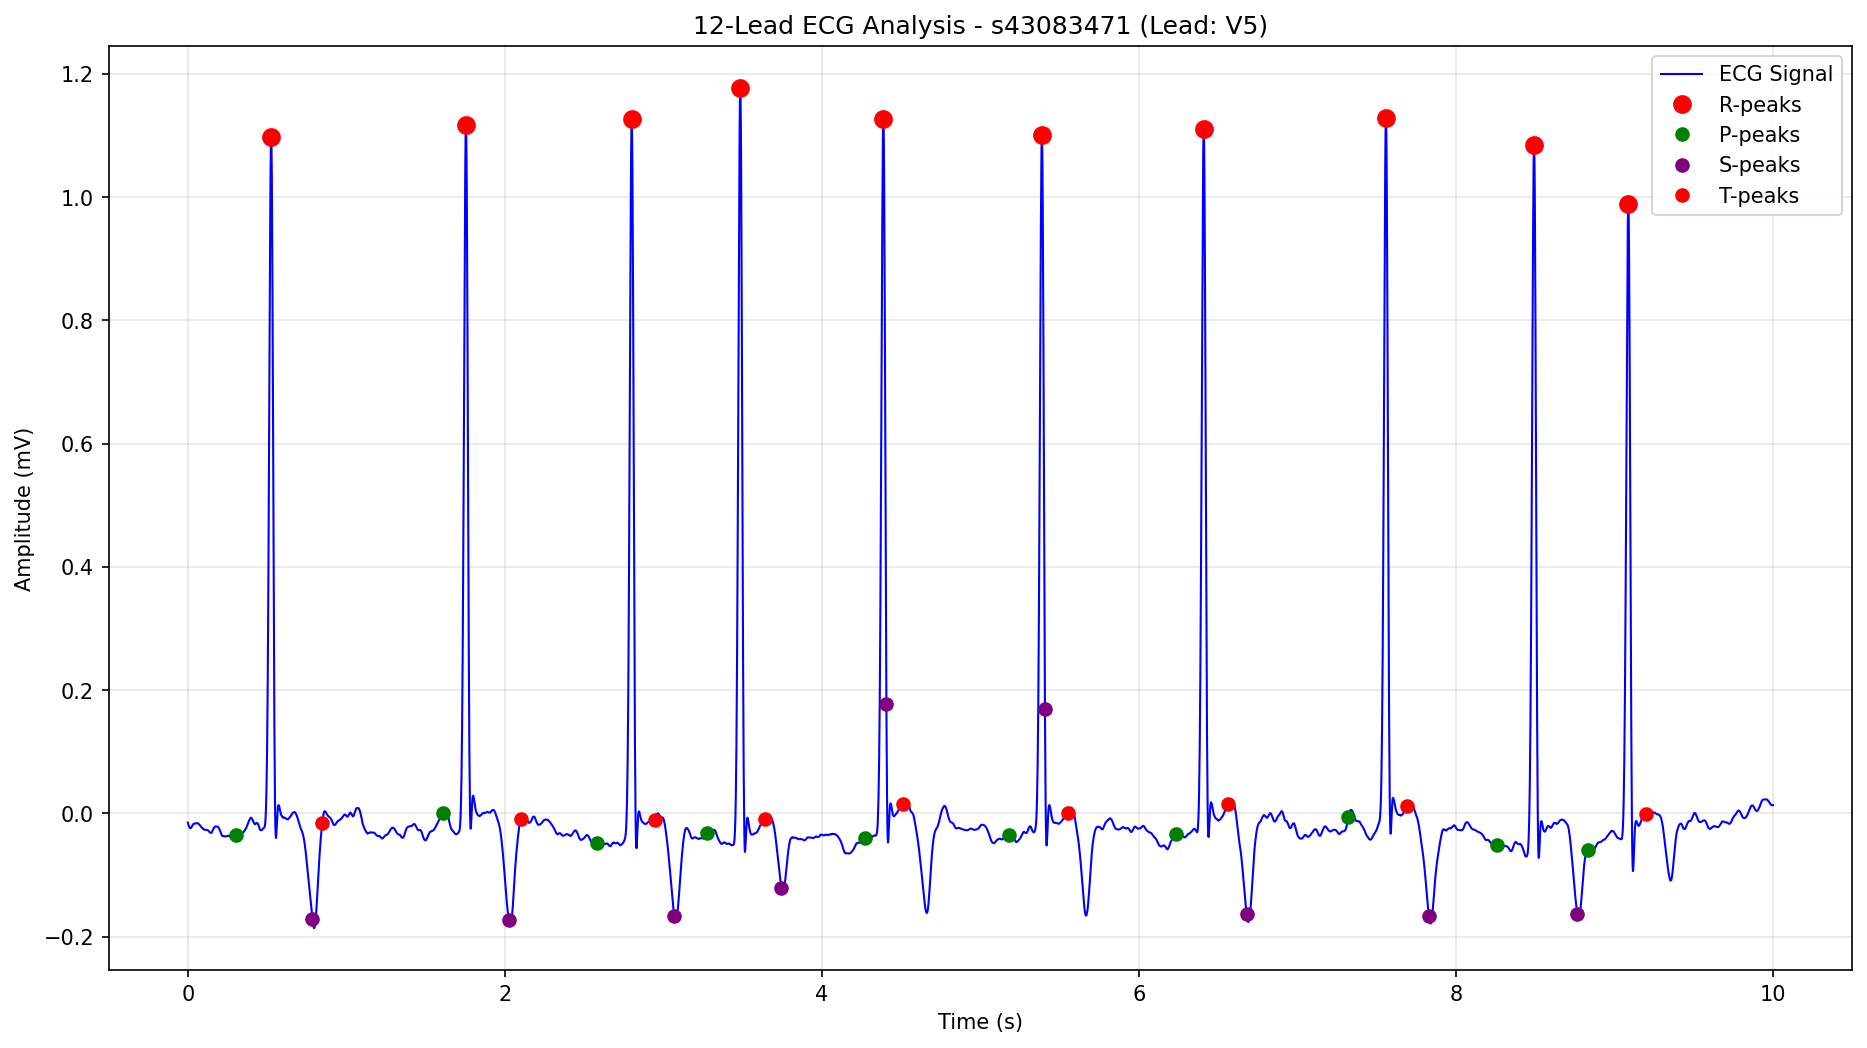 12-Lead ECG Analysis - s43083471 (Lead: V5)
ECG Signal
R-peaks
P-peaks
S-peaks
T-peaks
Amplitude (mV)
1.2
1.0
0.8
0.6
0.4
0.2
0.0
−0.2
0 2 4 6 8 10
Time (s)